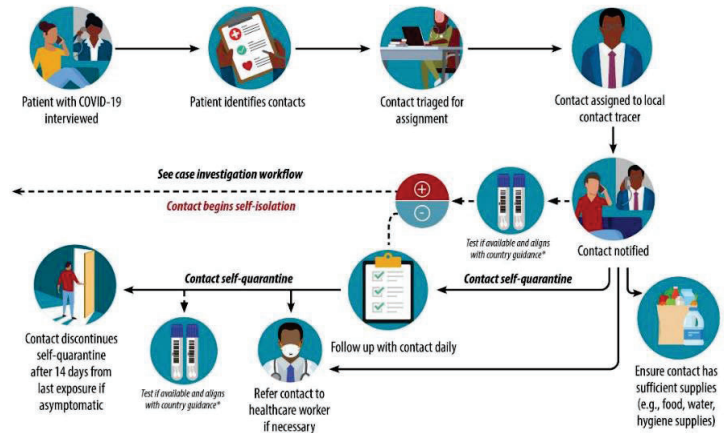 Patient with COVID-19
interviewed
Patient identifies contacts
Contact triaged for
assignment
Contact assigned to local
contact tracer
See case investigation workflow
Contact begins self-isolation
+
-
Test if available and aligns
with country guidance*
Contact notified
Contact self-quarantine
Contact self-quarantine
Follow up with contact daily
Contact discontinues
self-quarantine
after 14 days from
last exposure if
asymptomatic
Test if available and aligns
with country guidance*
Refer contact to
healthcare worker
if necessary
Ensure contact has
sufficient supplies
(e.g., food, water,
hygiene supplies)